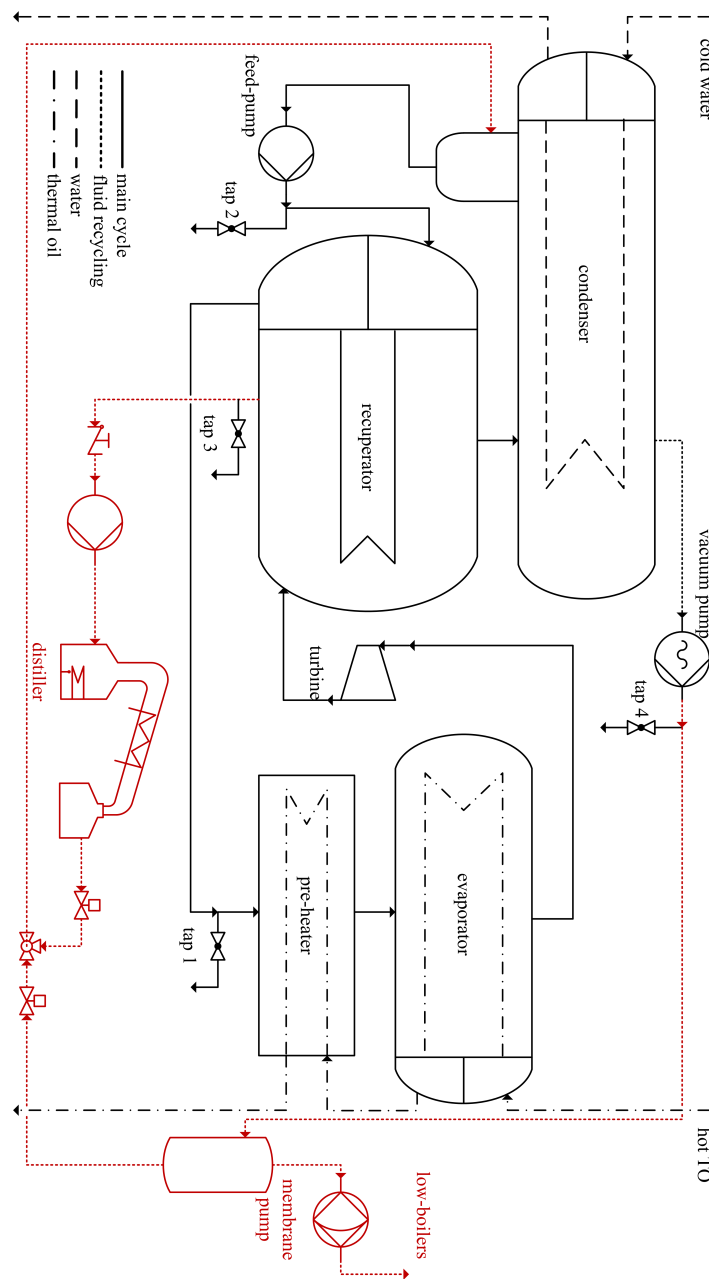 cold water
vacuum pump
hot TO
tap 4
condenser
evaporator
low-boilers
recuperator
turbine
pre-heater
membrane
pump
feed-pump
tap 2
tap 3
tap 1
main cycle
fluid recycling
water
thermal oil
distiller